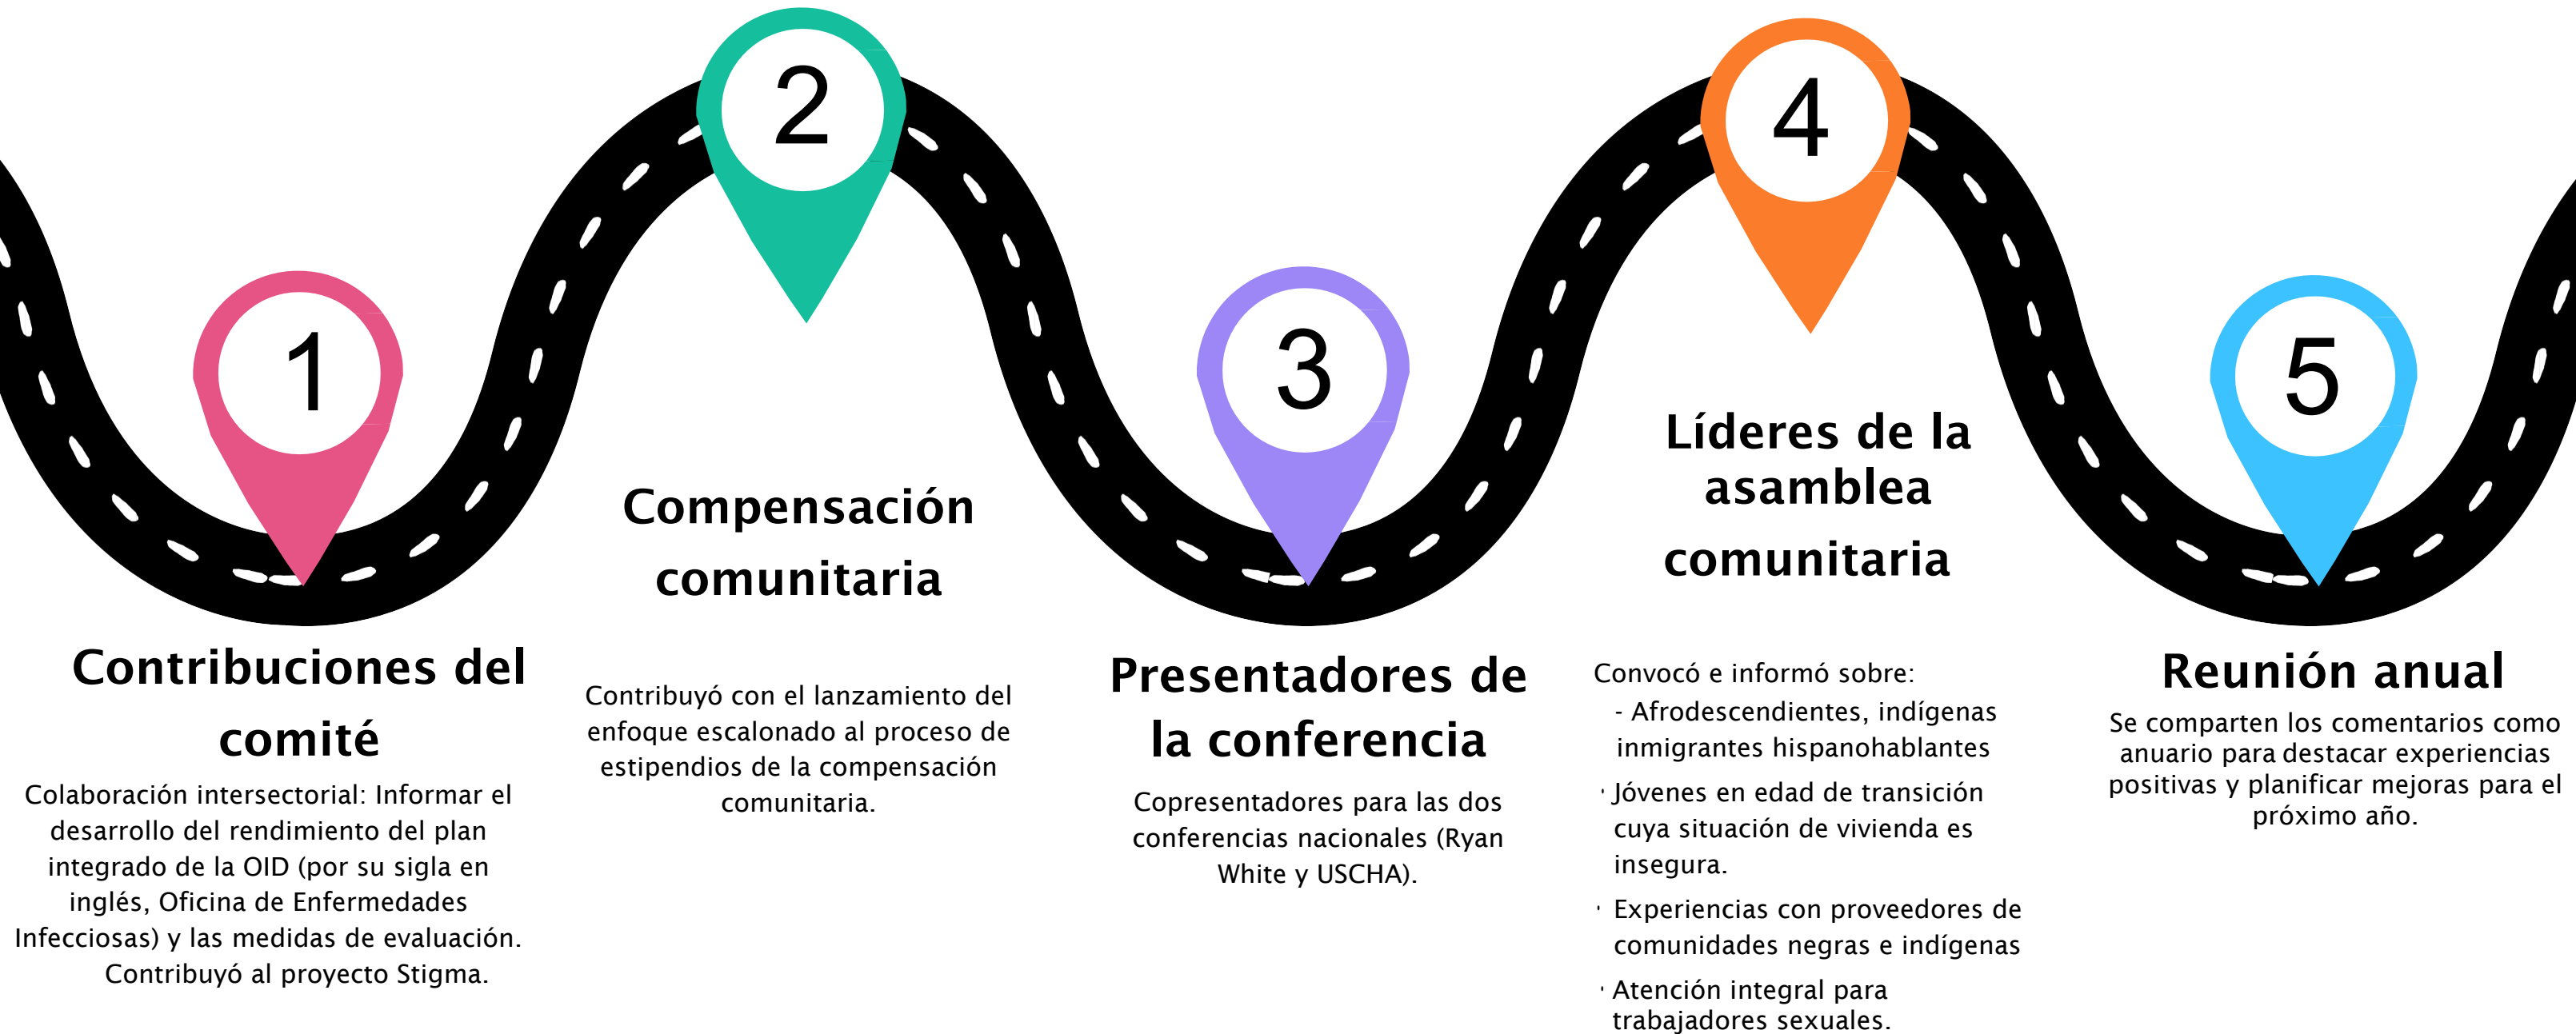 1
Contribuciones del
comité
Colaboración intersectorial: Informar el
desarrollo del rendimiento del plan
integrado de la OID (por su sigla en
inglés, Oficina de Enfermedades
Infecciosas) y las medidas de evaluación.
Contribuyó al proyecto Stigma.
2
Compensación
comunitaria
Contribuyó con el lanzamiento del
enfoque escalonado al proceso de
estipendios de la compensación
comunitaria.
3
Presentadores de
la conferencia
Copresentadores para las dos
conferencias nacionales (Ryan
White y USCHA).
4
Líderes de la
asamblea
comunitaria
Convocó e informó sobre:
- Afrodescendientes, indígenas
inmigrantes hispanohablantes
· Jóvenes en edad de transición
cuya situación de vivienda es
insegura.
· Experiencias con proveedores de
comunidades negras e indígenas
· Atención integral para
trabajadores sexuales.
5
Reunión anual
Se comparten los comentarios como
anuario para destacar experiencias
positivas y planificar mejoras para el
próximo año.